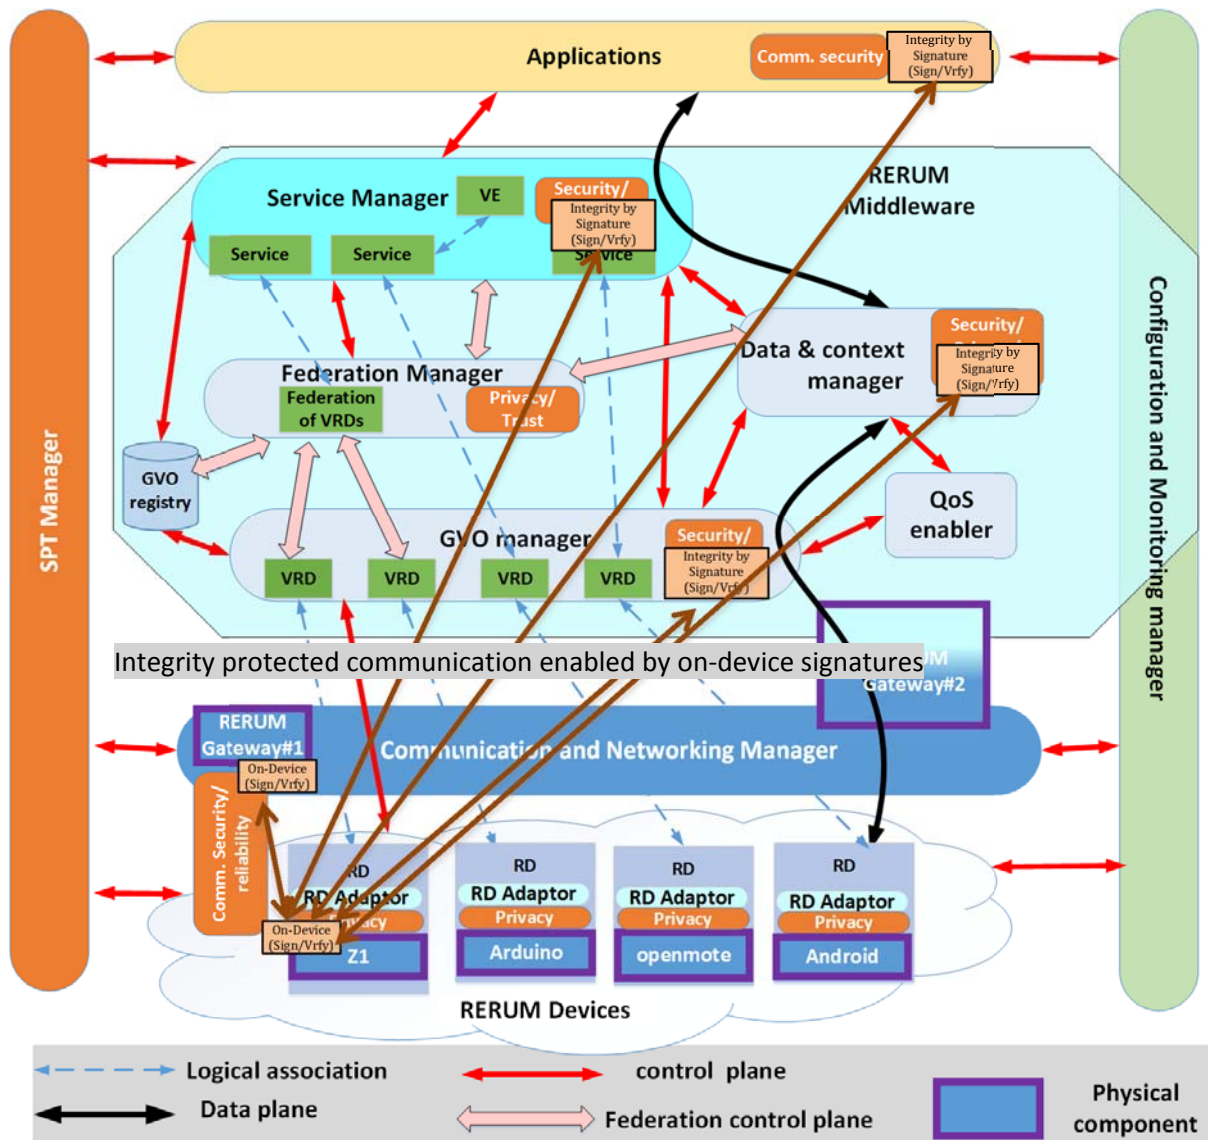 Applications
Comm. security
Integrity by
Signature
(Sign/Vrfy)
SPT Manager
Configuration and Monitoring manager
RERUM
Middleware
Service Manager
VE
Security/
Integrity by
Signature
(Sign/Vrfy)
Service
Service
Service
Data & context
manager
Security/
Integrity by
Signature
(Sign/Vrfy)
Federation Manager
Federation
of VRDs
Privacy/
Trust
GVO
registry
QoS
enabler
GVO manager
Security/
Integrity by
Signature
(Sign/Vrfy)
VRD
VRD
VRD
VRD
Integrity protected communication enabled by on-device signatures
Gateway#2
RERUM
Gateway#1
Communication and Networking Manager
On-Device
(Sign/Vrfy)
Comm. Security/
reliability
RD
RD Adaptor
Privacy
On-Device
(Sign/Vrfy)
Z1
RD
RD Adaptor
Privacy
Arduino
RD
RD Adaptor
Privacy
openmote
RD
RD Adaptor
Privacy
Android
RERUM Devices
Logical association
control plane
Data plane
Federation control plane
Physical
component